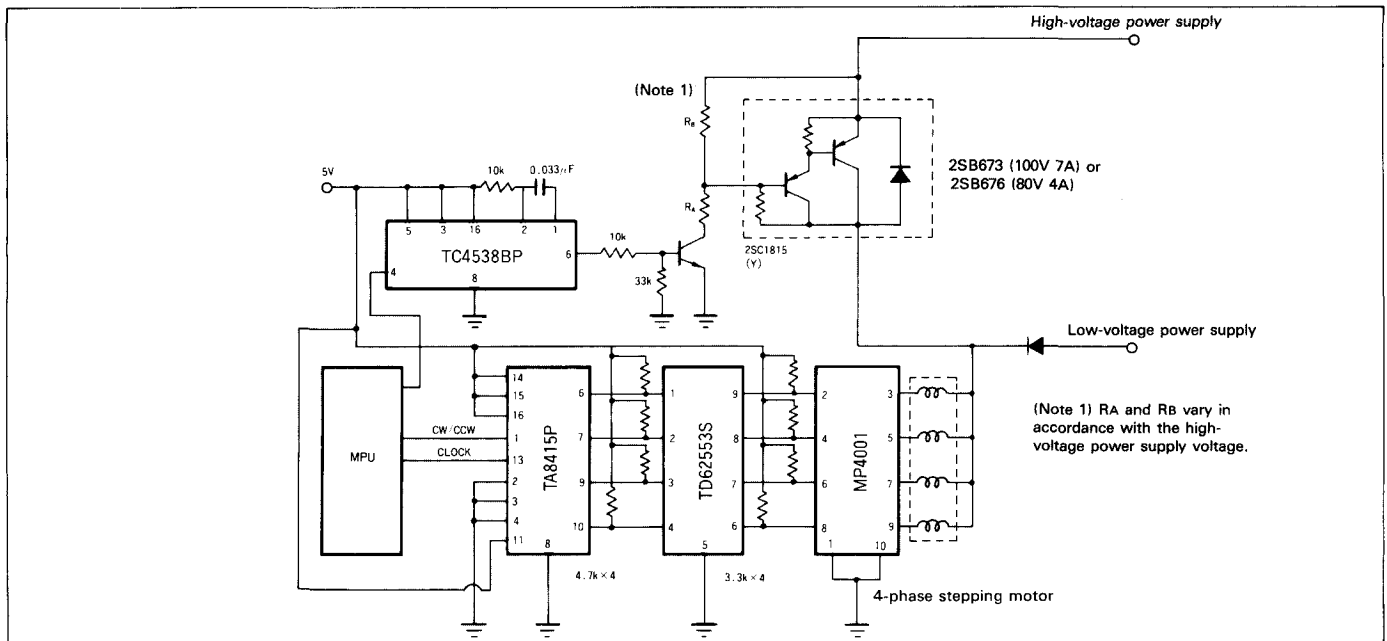 High-voltage power supply
(Note 1)
RB
5V
10k
0.033μF
2SB673 (100V 7A) or
2SB676 (80V 4A)
RA
5
3
16
2
1
TC4538BP
6
10k
4
8
33k
2SC1815
(Y)
Low-voltage power supply
14
15
16
6
1
9
2
3
CW/CCW
1
7
2
8
4
5
MPU
CLOCK
13
TA8415P
TD62553S
MP4001
2
9
3
7
6
7
3
4
10
4
6
8
9
11
8
5
1
10
(Note 1) RA and RB vary in
accordance with the high-
voltage power supply voltage.
4.7k×4
3.3k×4
4-phase stepping motor